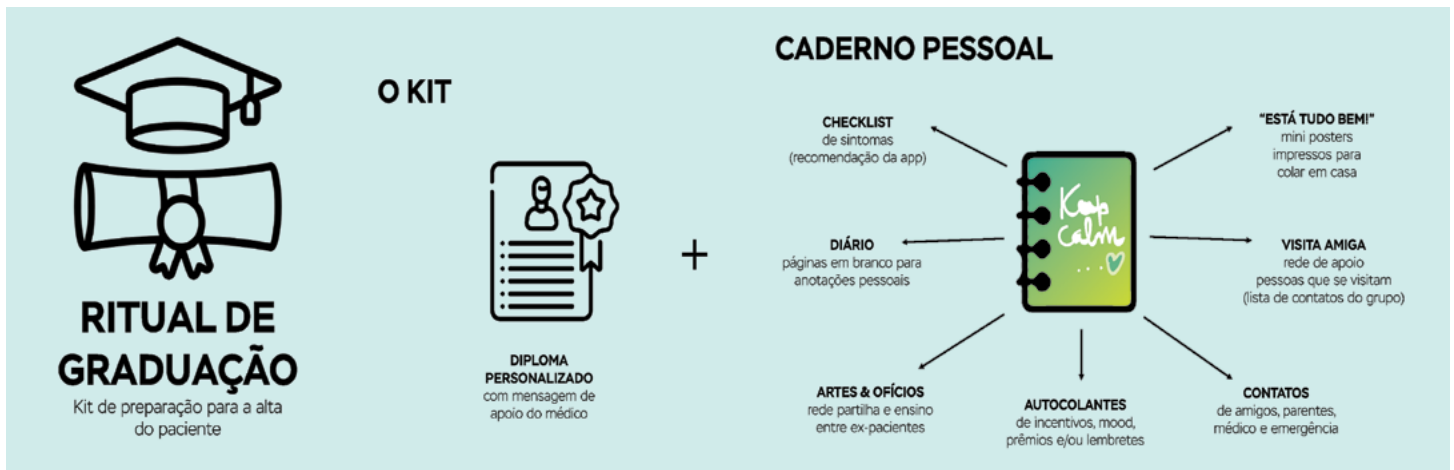 RITUAL DE
GRADUAÇÃO
Kit de preparação para a alta
do paciente
O KIT
DIPLOMA
PERSONALIZADO
com mensagem de
apoio do médico
+
CADERNO PESSOAL
CHECKLIST
de sintomas
(recomendação da app)
DIÁRIO
páginas em branco para
anotações pessoais
ARTES & OFÍCIOS
rede partilha e ensino
entre ex-pacientes
Keep
Calm
...
AUTOCOLANTES
de incentivos, mood,
prêmios e/ou lembretes
"ESTÁ TUDO BEM!"
mini posters
impressos para
colar em casa
VISITA AMIGA
rede de apoio
pessoas que se visitam
(lista de contatos do grupo)
CONTATOS
de amigos, parentes,
médico e emergência